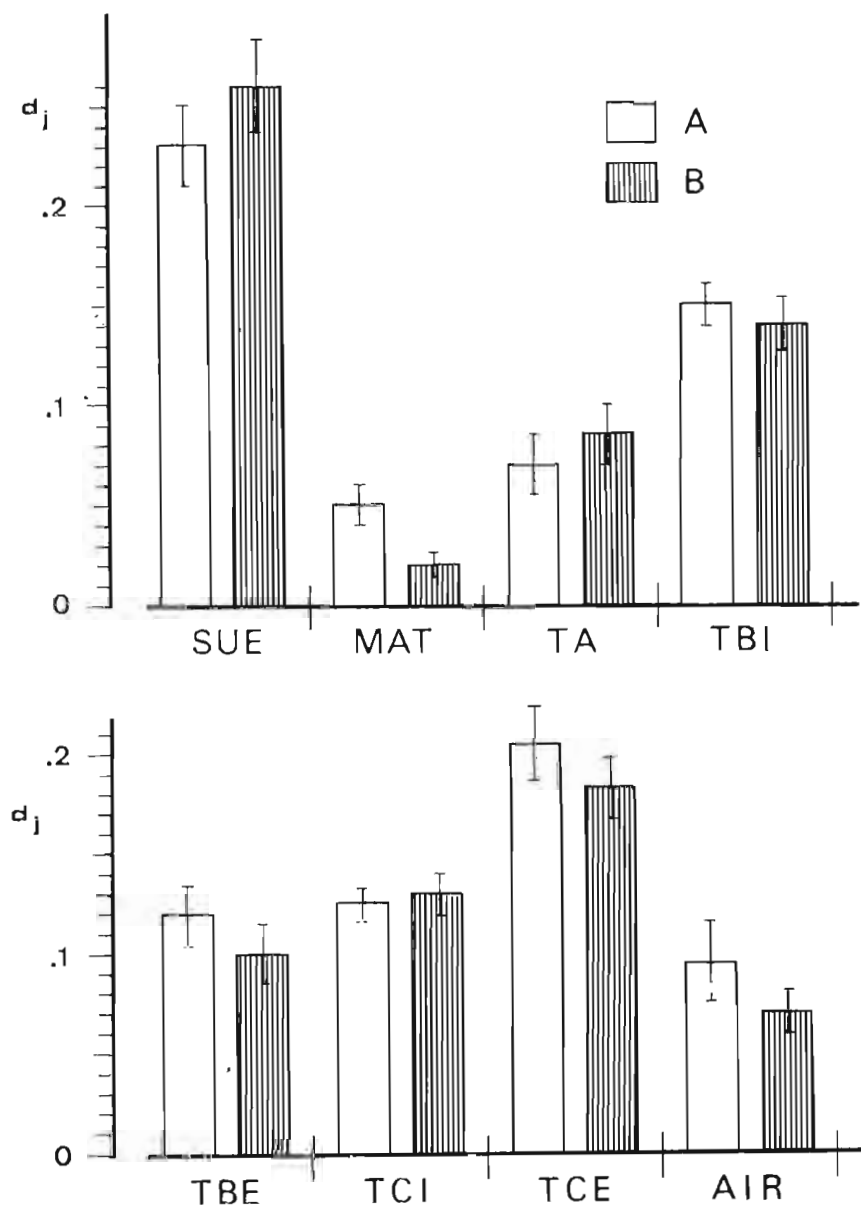 d_j
A
B
.2
.1
0
SUE MAT TA TBI
.2
d_j
.1
0
TBE TCI TCE AIR